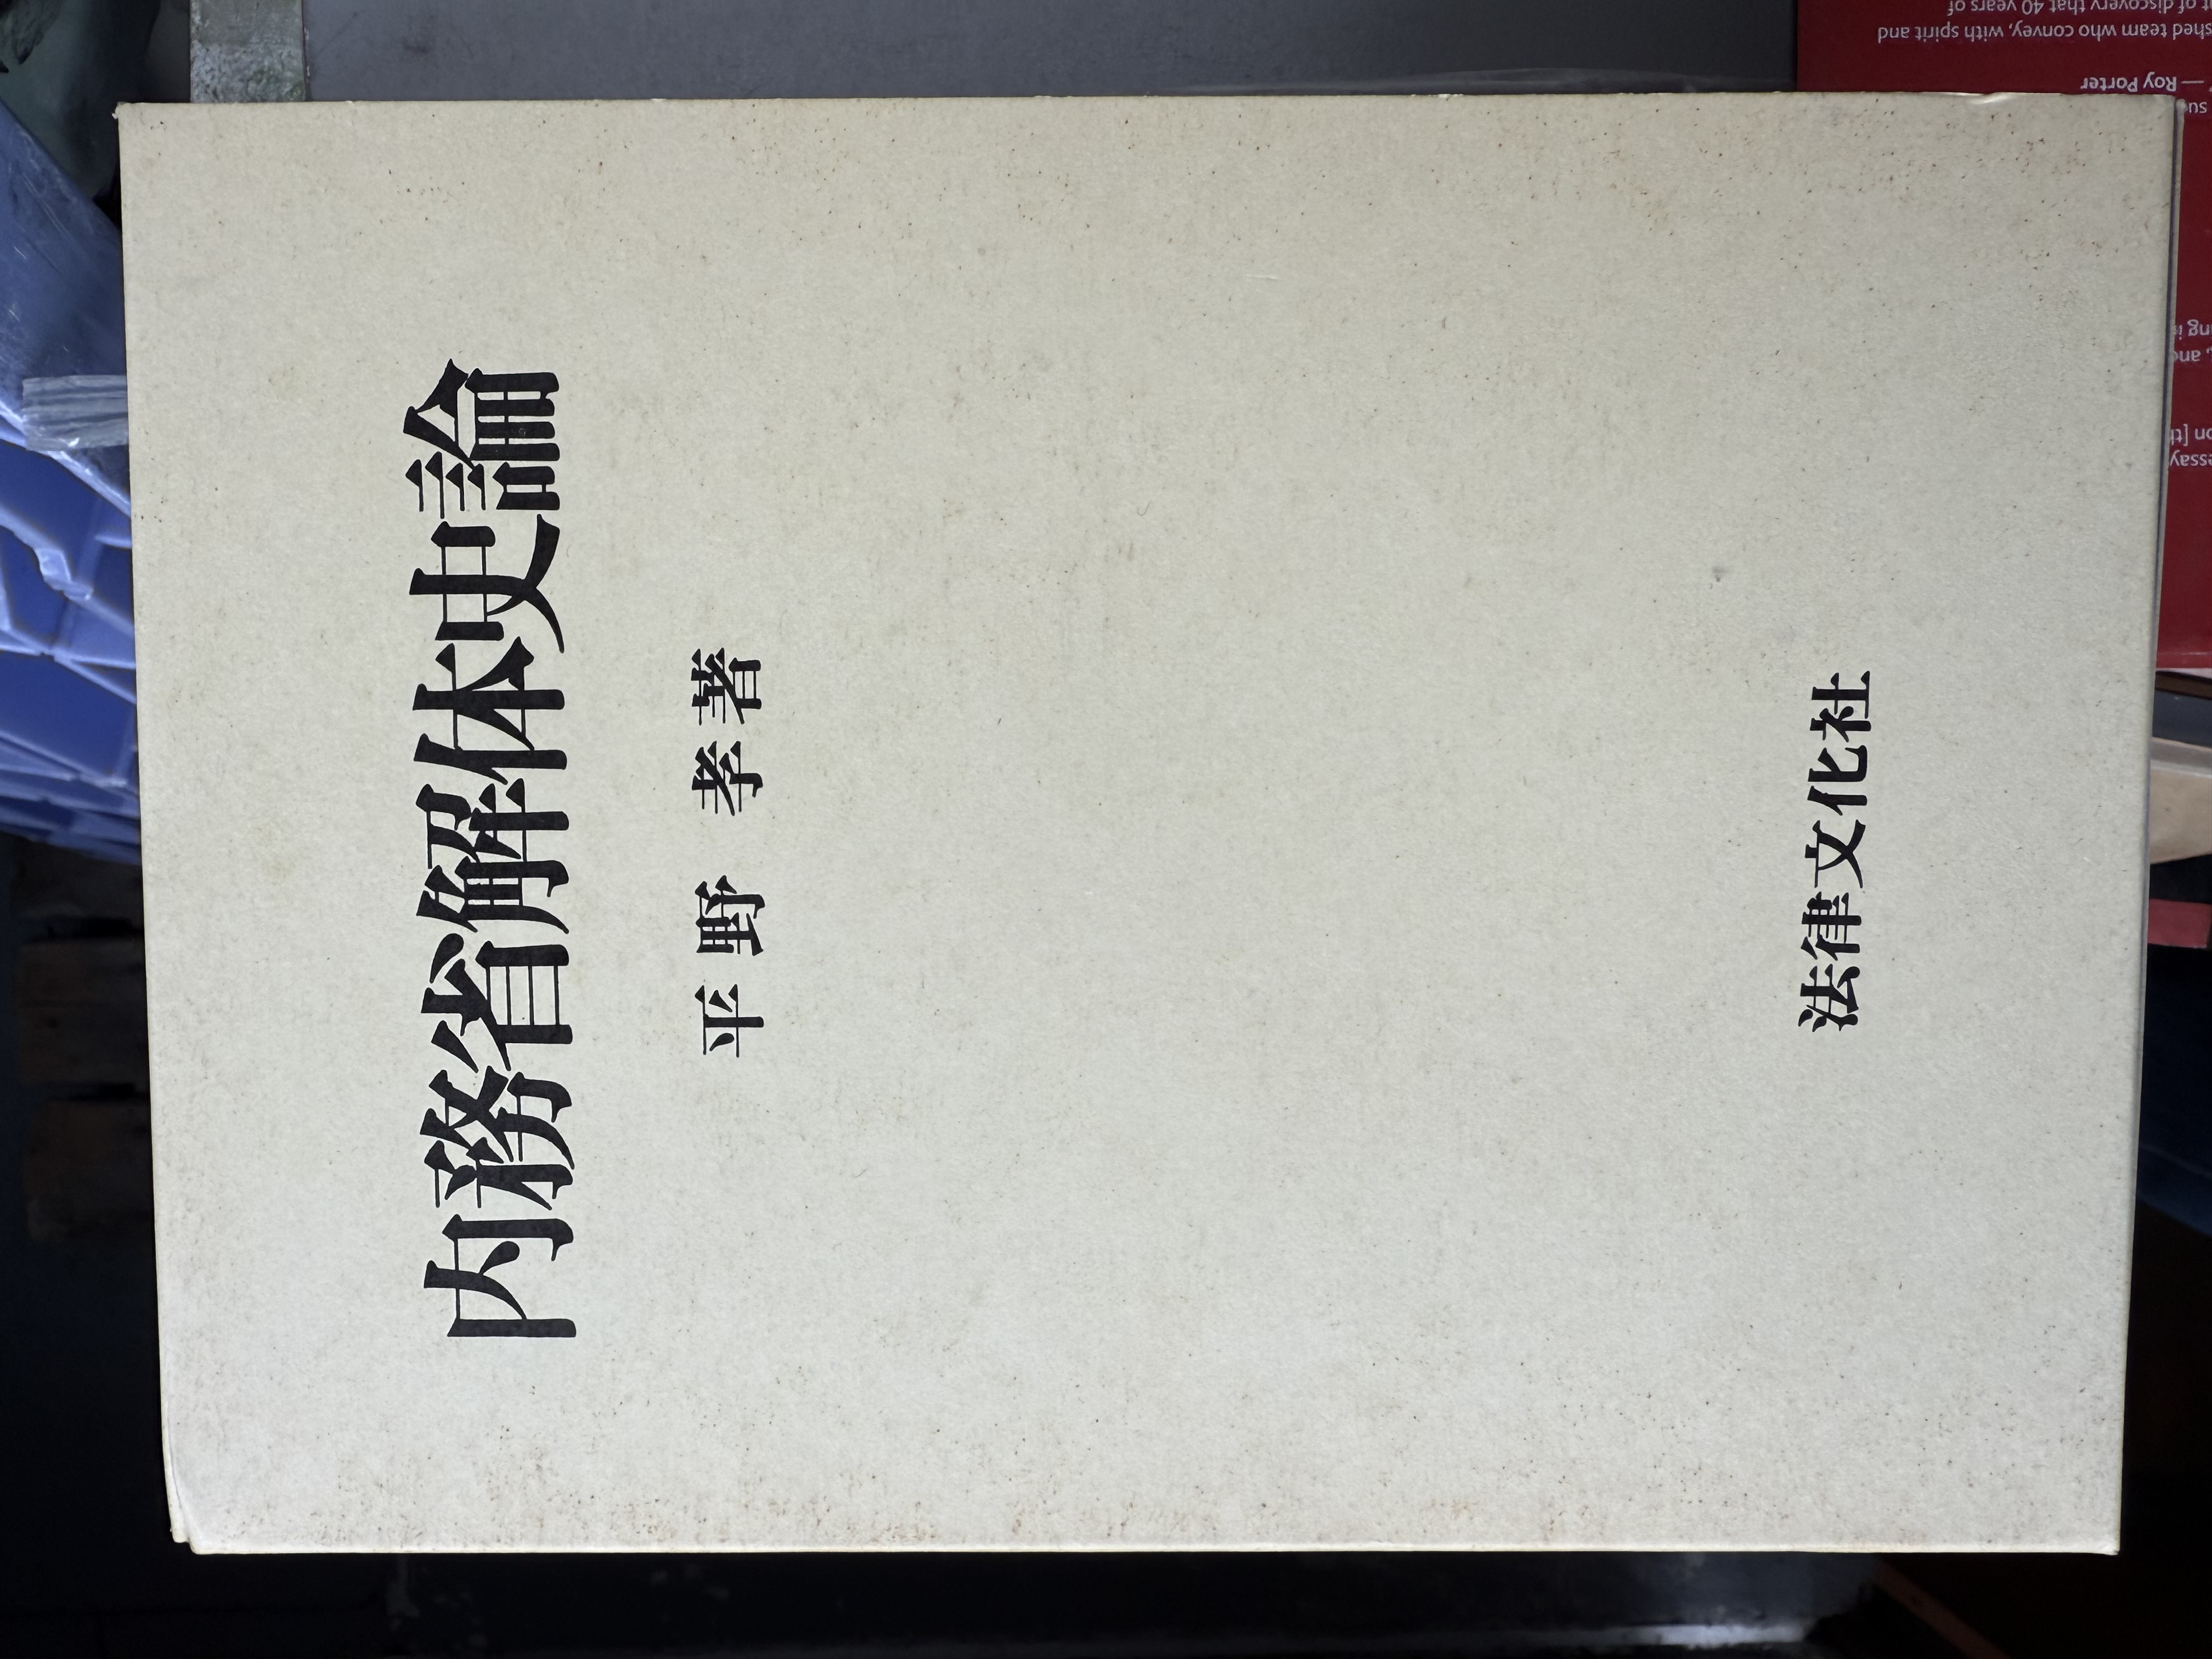 内務省解体史論
平野 孝著
法律文化社
shed team who convey, with spirit and
t of discovery that 40 years of
— Roy Porter